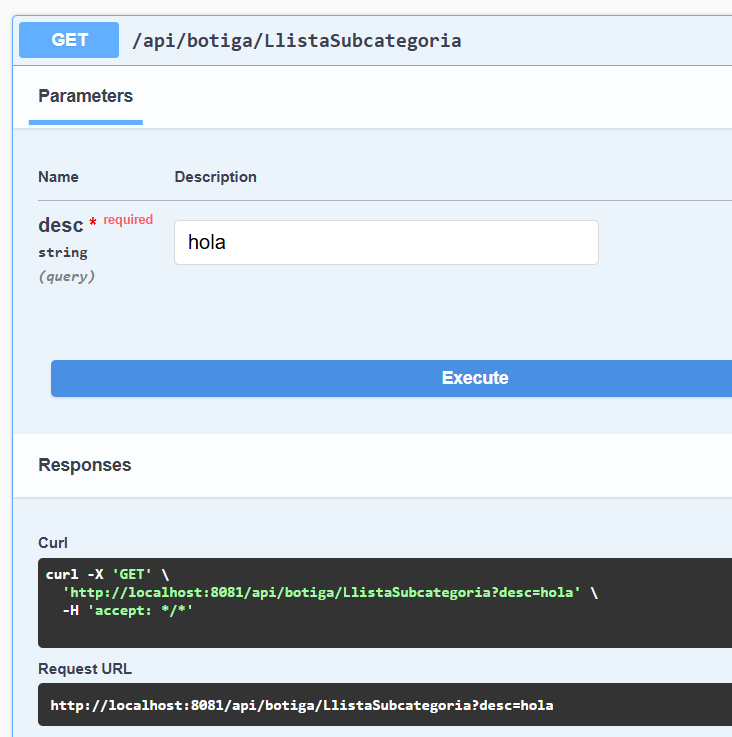 GET /api/botiga/LlistaSubcategoria
Parameters
Name Description
desc * required
hola
string
(query)
Execute
Responses
Curl
curl -X 'GET' \
'http://localhost:8081/api/botiga/LlistaSubcategoria?desc=hola' \
-H 'accept: */*'
Request URL
http://localhost:8081/api/botiga/LlistaSubcategoria?desc=hola